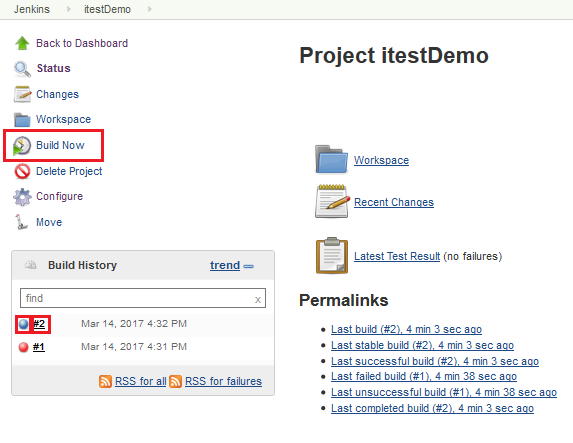 Jenkins itestDemo
Back to Dashboard
Status
Changes
Workspace
Build Now
Delete Project
Configure
Move
Build History trend
find x
#2 Mar 14, 2017 4:32 PM
#1 Mar 14, 2017 4:31 PM
RSS for all RSS for failures
Project itestDemo
Workspace
Recent Changes
Latest Test Result (no failures)
Permalinks
Last build (#2), 4 min 3 sec ago
Last stable build (#2), 4 min 3 sec ago
Last successful build (#2), 4 min 3 sec ago
Last failed build (#1), 4 min 38 sec ago
Last unsuccessful build (#1), 4 min 38 sec ago
Last completed build (#2), 4 min 3 sec ago